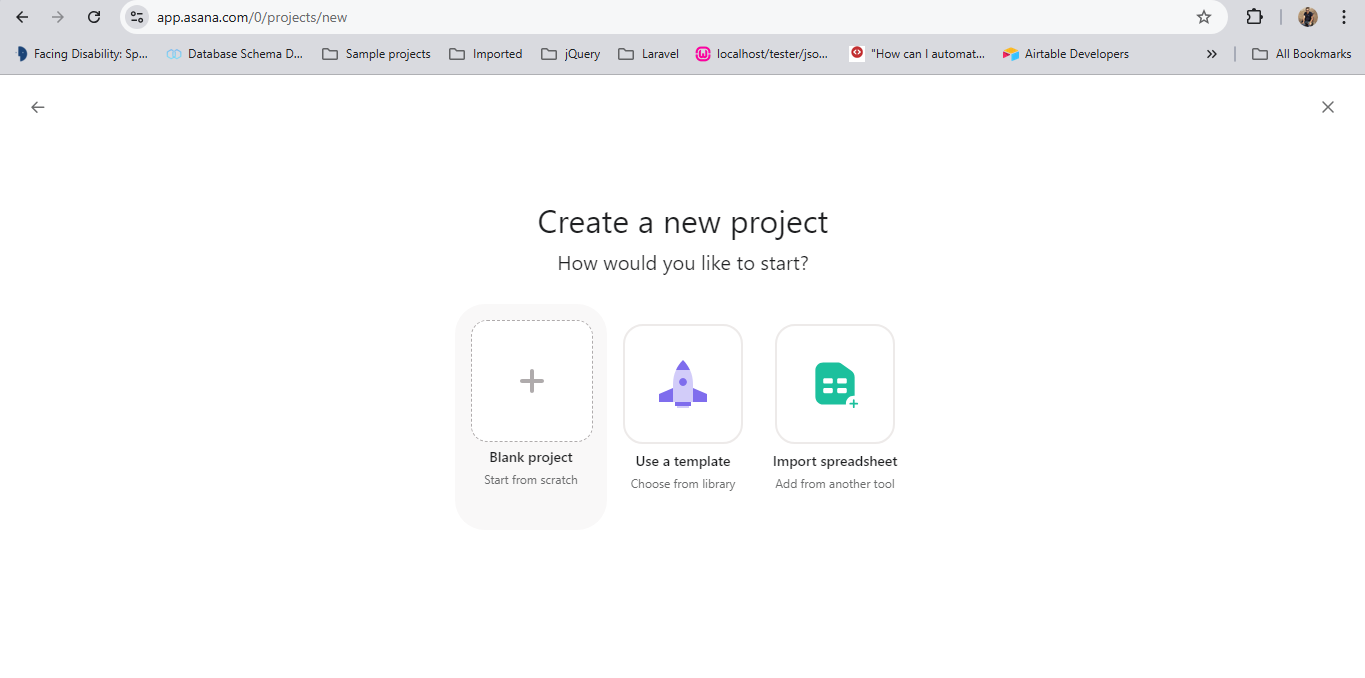 app.asana.com/0/projects/new
Facing Disability: Sp... Database Schema D... Sample projects Imported jQuery Laravel localhost/tester/jso... "How can I automat... Airtable Developers » All Bookmarks
Create a new project
How would you like to start?
Blank project Use a template Import spreadsheet
Start from scratch Choose from library Add from another tool